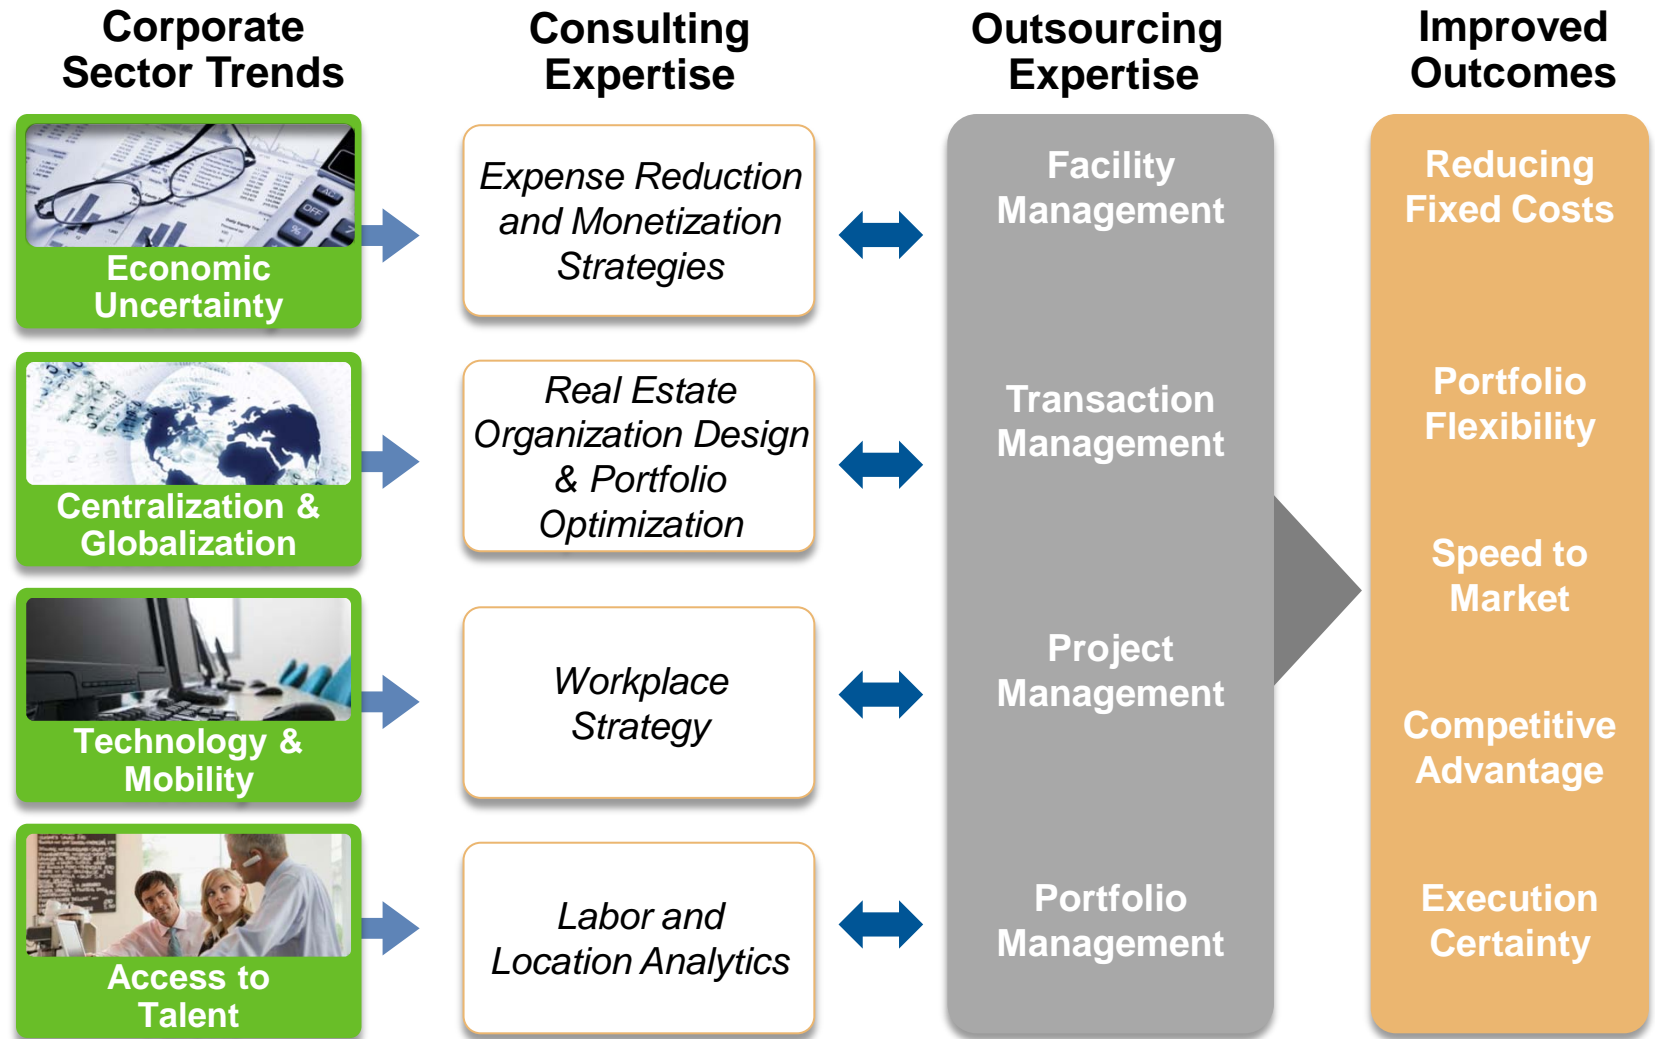 Corporate
Sector Trends
Consulting
Expertise
Outsourcing
Expertise
Improved
Outcomes
Economic
Uncertainty
Expense Reduction
and Monetization
Strategies
Facility
Management
Reducing
Fixed Costs
Centralization &
Globalization
Real Estate
Organization Design
& Portfolio
Optimization
Transaction
Management
Portfolio
Flexibility
Speed to
Market
Technology &
Mobility
Workplace
Strategy
Project
Management
Competitive
Advantage
Access to
Talent
Labor and
Location Analytics
Portfolio
Management
Execution
Certainty
OFF
%